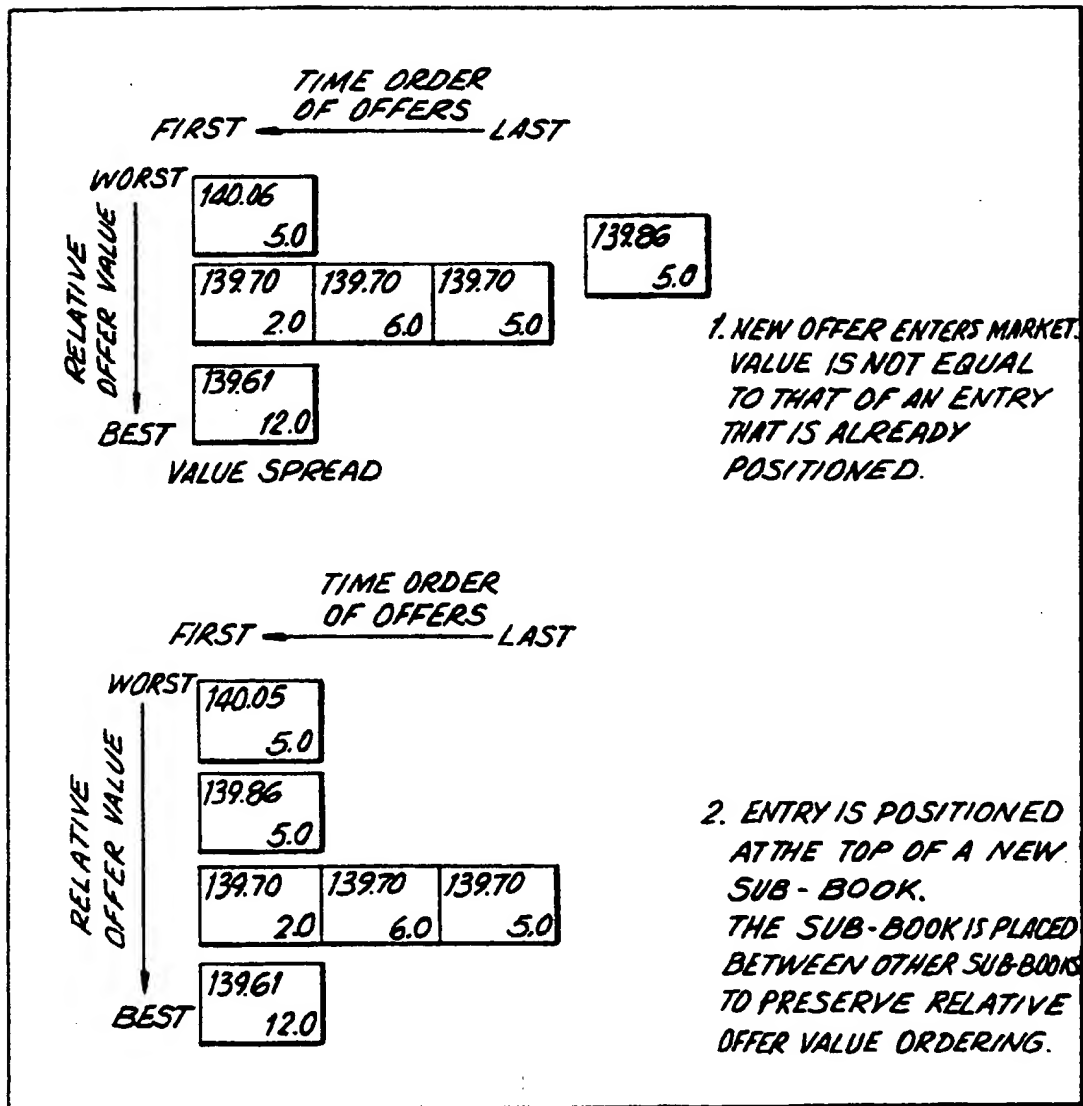 TIME ORDER
OF OFFERS
FIRST LAST
WORST
RELATIVE
OFFER VALUE
BEST
140.06
5.0
139.70 139.70 139.70
2.0 6.0 5.0
139.61
12.0
VALUE SPREAD
139.86
5.0
1. NEW OFFER ENTERS MARKET.
VALUE IS NOT EQUAL
TO THAT OF AN ENTRY
THAT IS ALREADY
POSITIONED.
TIME ORDER
OF OFFERS
FIRST LAST
WORST
RELATIVE
OFFER VALUE
BEST
140.05
5.0
139.86
5.0
139.70 139.70 139.70
2.0 6.0 5.0
139.61
12.0
2. ENTRY IS POSITIONED
AT THE TOP OF A NEW
SUB-BOOK.
THE SUB-BOOK IS PLACED
BETWEEN OTHER SUB-BOOKS
TO PRESERVE RELATIVE
OFFER VALUE ORDERING.